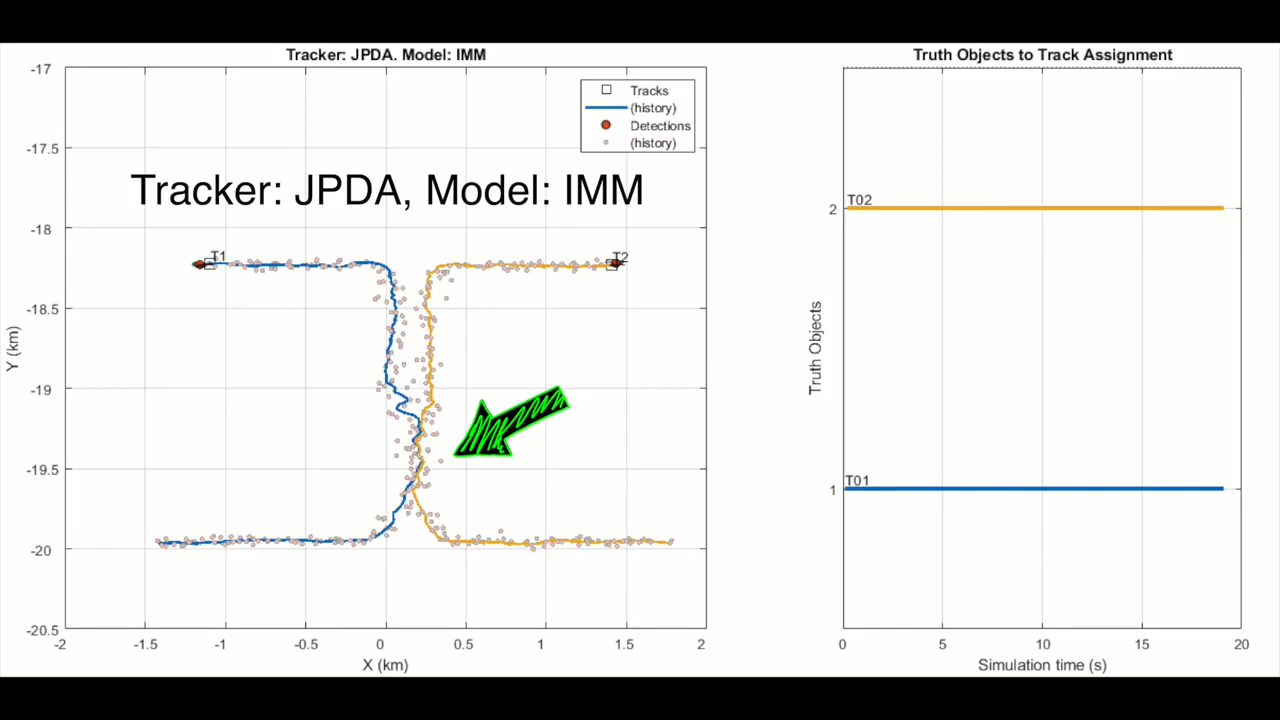 Tracker: JPDA. Model: IMM
-17
-17.5
-18
-18.5
-19
-19.5
-20
-20.5
Y (km)
Tracks
(history)
Detections
(history)
Tracker: JPDA, Model: IMM
T1
T2
-2
-1.5
-1
-0.5
0
0.5
1
1.5
2
X (km)
Truth Objects to Track Assignment
Truth Objects
2
T02
1
T01
0
5
10
15
20
Simulation time (s)